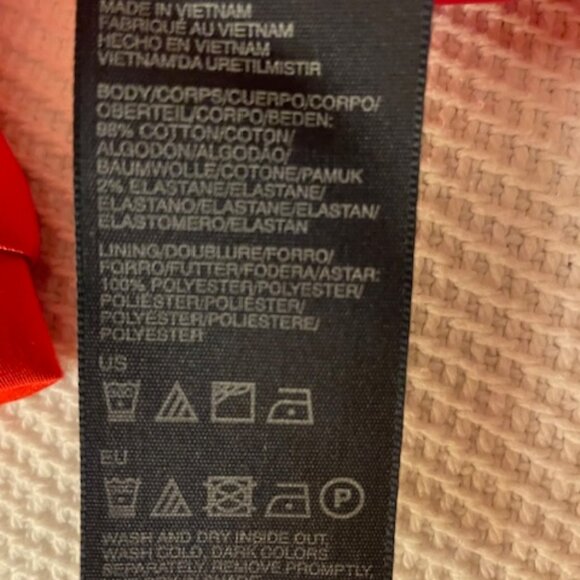 MADE IN VIETNAM
FABRIQUÉ AU VIETNAM
HECHO EN VIETNAM
VIETNAM'DA ÜRETİLMİŞTİR
BODY/CORPS/CUERPO/CORPO/
OBERTEIL/CORPO/BEDEN:
98% COTTON/COTON/
ALGODÓN/ALGODÃO/
BAUMWOLLE/COTONE/PAMUK
2% ELASTANE/ELASTANE/
ELASTANO/ELASTANE/ELASTAN/
ELASTOMERO/ELASTAN
LINING/DOUBLURE/FORRO/
FORRO/FUTTER/FODERA/ASTAR:
100% POLYESTER/POLYESTER/
POLIÉSTER/POLIÉSTER/
POLYESTER/POLIESTERE/
POLYESTER
US
EU
P
WASH AND DRY INSIDE OUT,
WASH COLD, DARK COLORS
SEPARATELY, REMOVE PROMPTLY